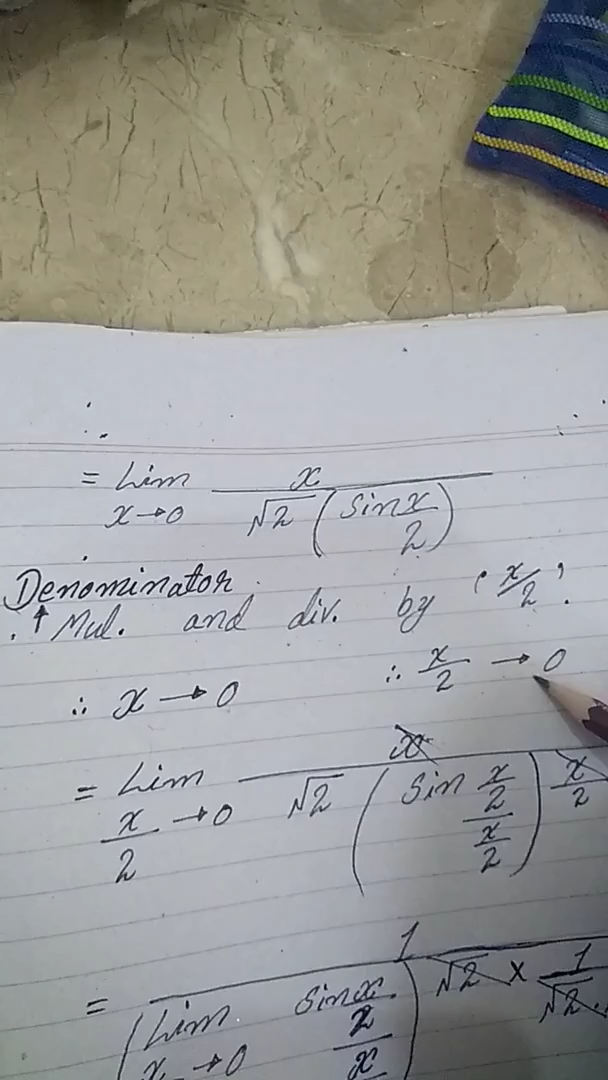 = Lim x→0 x / √2 (Sin x/2)
Denominator
↑ Mul. and div. by ‘x/2’.
∴ x → 0 ∴ x/2 → 0
= Lim x/2 → 0 x / √2 (Sin x/2 / x/2) x/2
= 1 / (Lim x → 0 Sin x/2 / x) √2 × 1/√2.